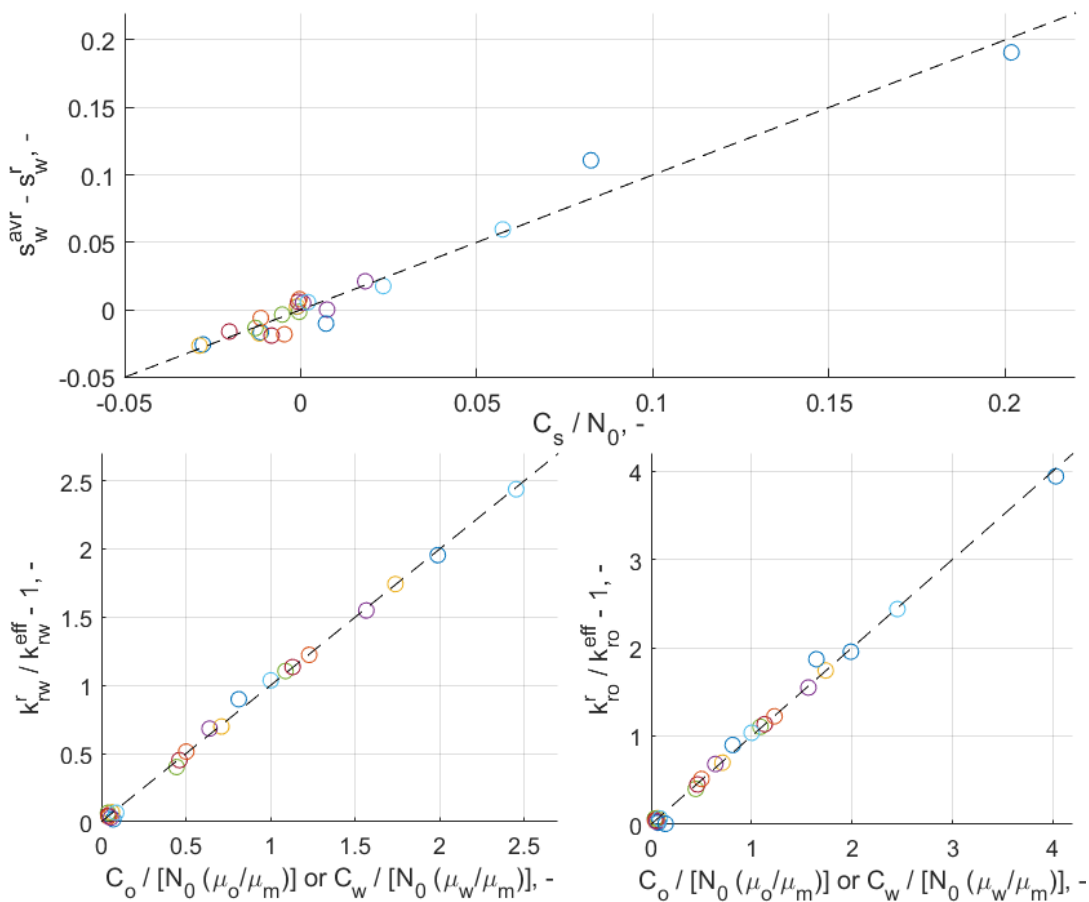 0.2
0.15
0.1
0.05
0
-0.05
s_w^avr - s_w^r, -
-0.05 0 0.05 0.1 0.15 0.2
C_s / N_0, -
2.5
2
1.5
1
0.5
0
k_rw^r / k_rw^eff - 1, -
0 0.5 1 1.5 2 2.5
C_o / [N_0 (μ_o/μ_m)] or C_w / [N_0 (μ_w/μ_m)], -
4
3
2
1
0
k_ro^r / k_ro^eff - 1, -
0 1 2 3 4
C_o / [N_0 (μ_o/μ_m)] or C_w / [N_0 (μ_w/μ_m)], -